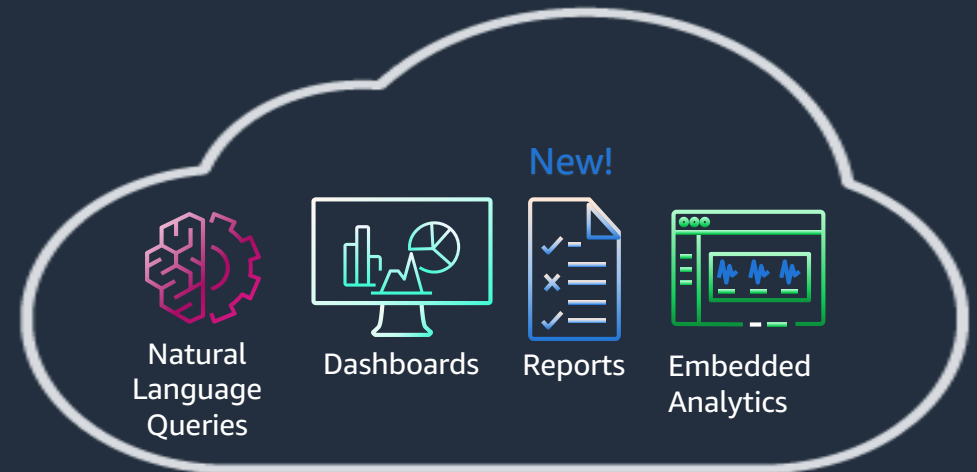 New!
Natural
Language
Queries
Dashboards
Reports
Embedded
Analytics